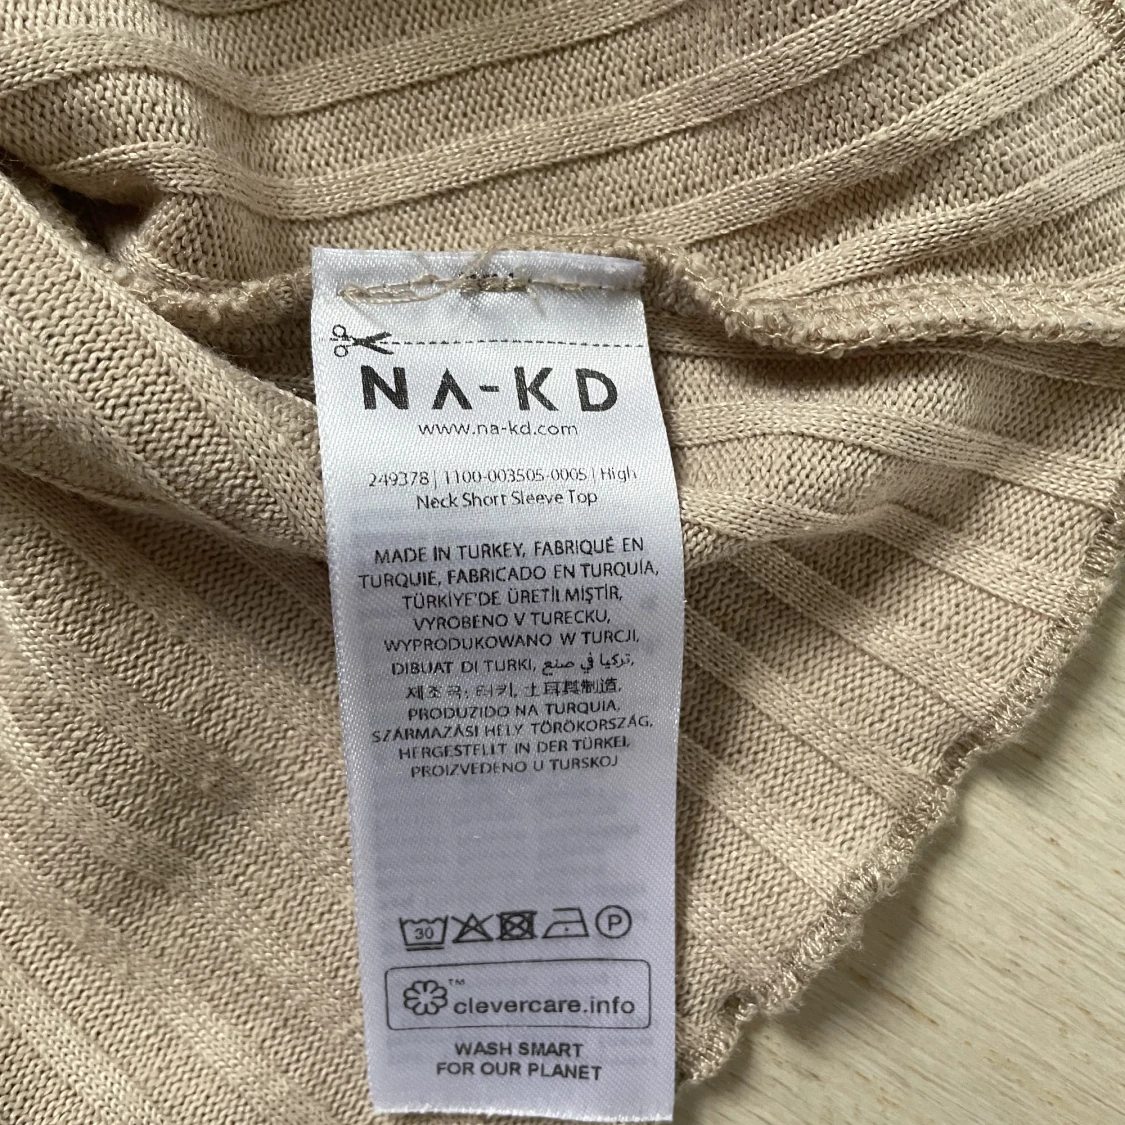 NA-KD
www.na-kd.com
249378 | 1100-003505-0005 | High
Neck Short Sleeve Top
MADE IN TURKEY, FABRIQUÉ EN
TURQUIE, FABRICADO EN TURQUÍA,
TÜRKİYE'DE ÜRETİLMİŞTİR,
VYROBENO V TURECKU,
WYPRODUKOWANO W TURCJI,
DIBUAT DI TURKI, تركيا في صنع,
제조국: 터키, 土耳其制造,
PRODUZIDO NA TURQUIA,
SZÁRMAZÁSI HELY TÖRÖKORSZÁG,
HERGESTELLT IN DER TÜRKEI,
PROIZVEDENO U TURSKOJ
30 P
™ clevercare.info
WASH SMART
FOR OUR PLANET